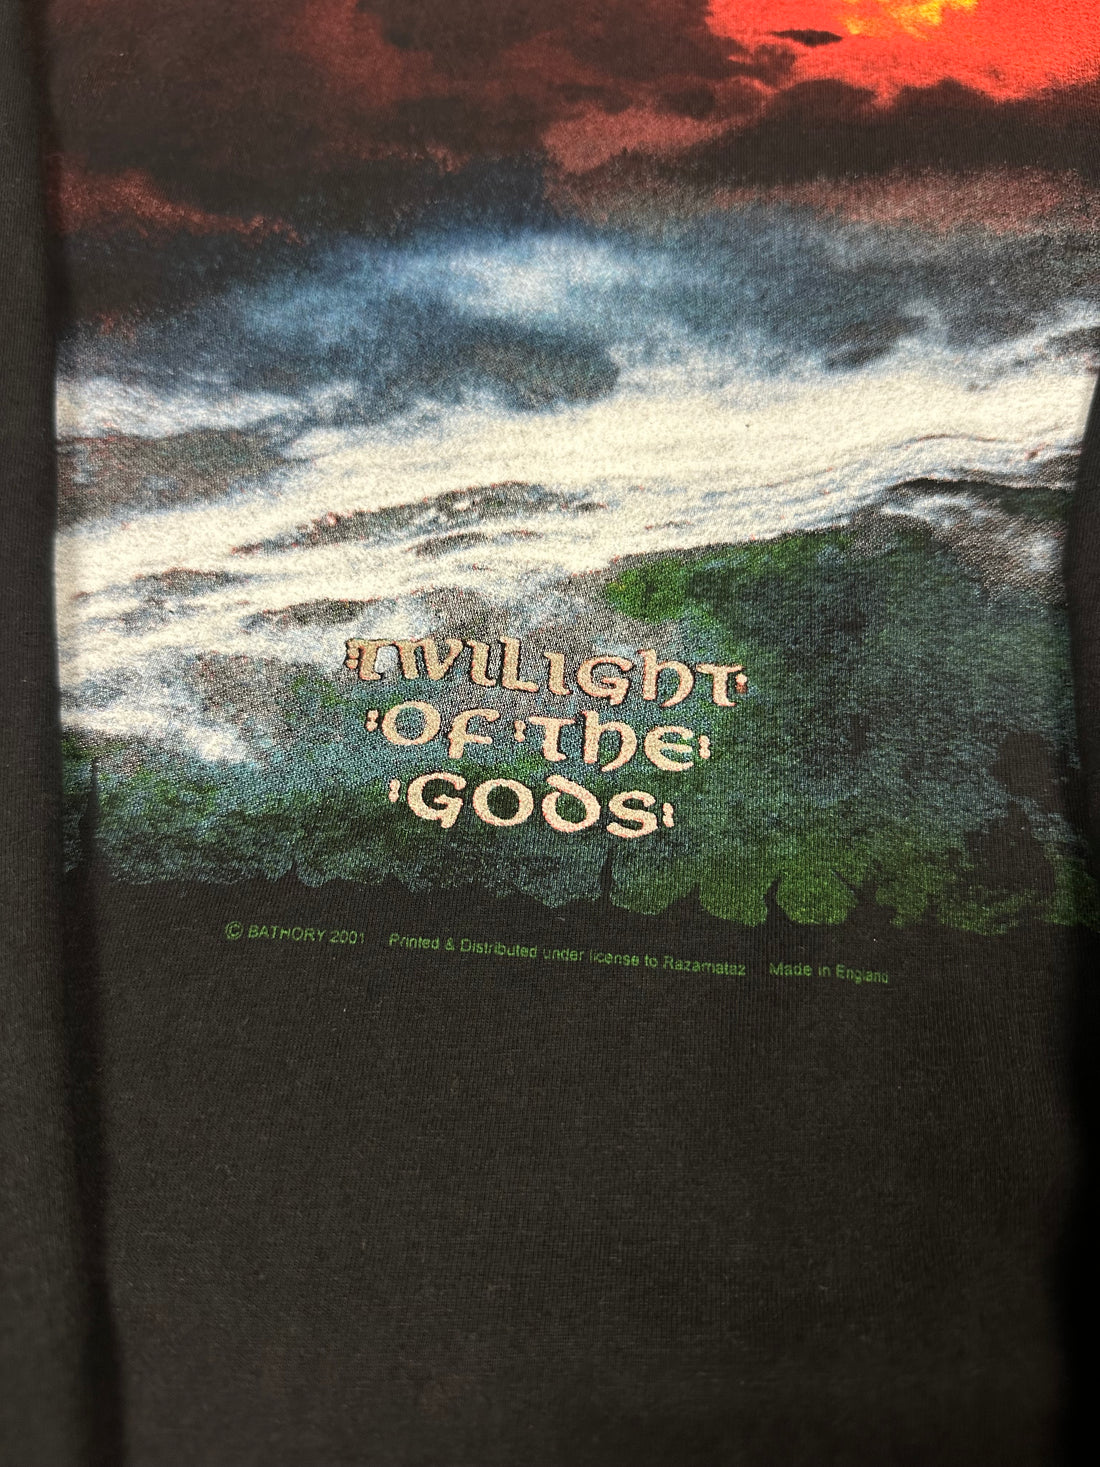 TWILIGHT
OF THE
GODS
© BATHORY 2001 Printed & Distributed under license to Razamataz Made in England